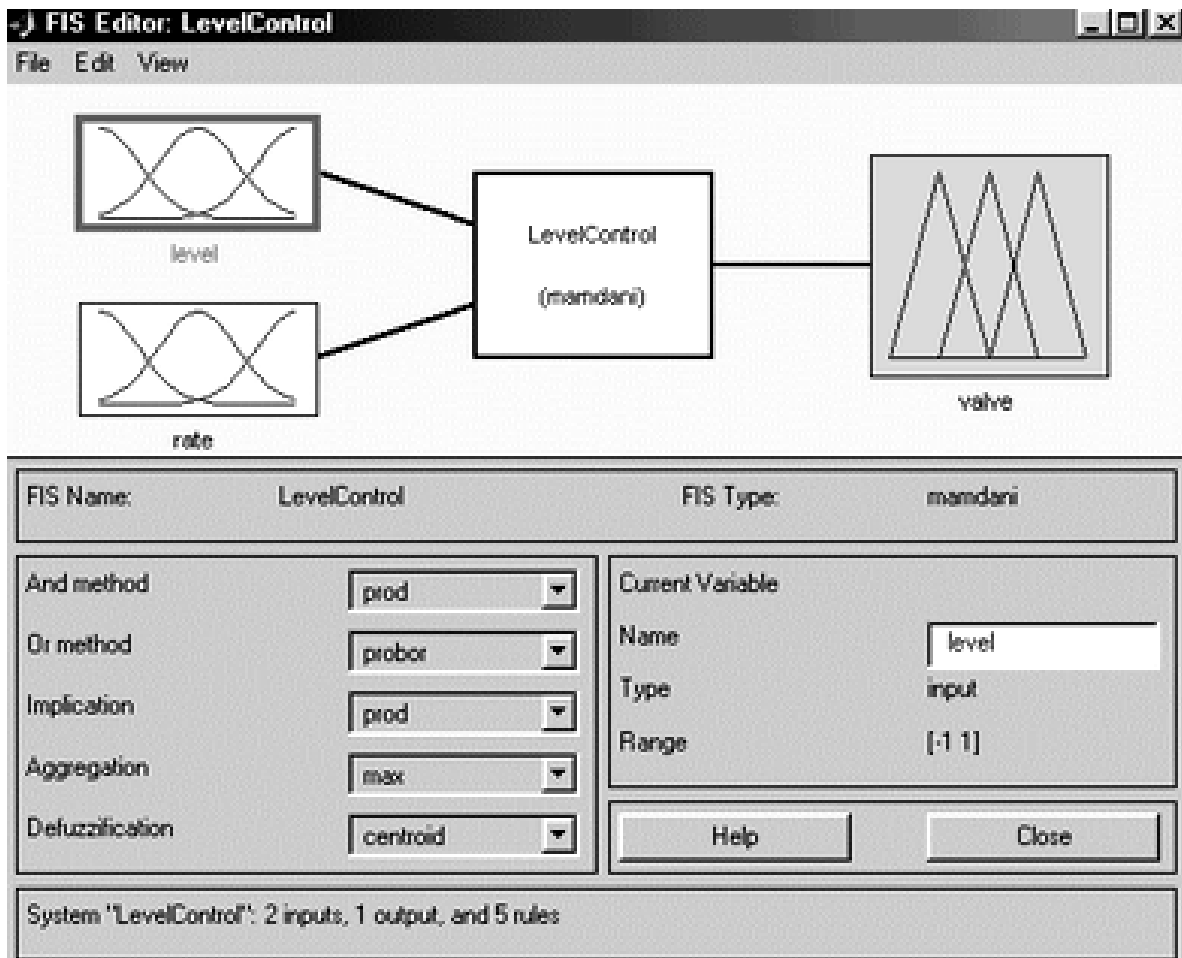 FIS Editor: LevelControl
File Edit View
level
rate
LevelControl
(mamdani)
valve
FIS Name: LevelControl FIS Type: mamdani
And method prod
Or method probor
Implication prod
Aggregation max
Defuzzification centroid
Current Variable
Name level
Type input
Range [-1 1]
Help Close
System "LevelControl": 2 inputs, 1 output, and 5 rules